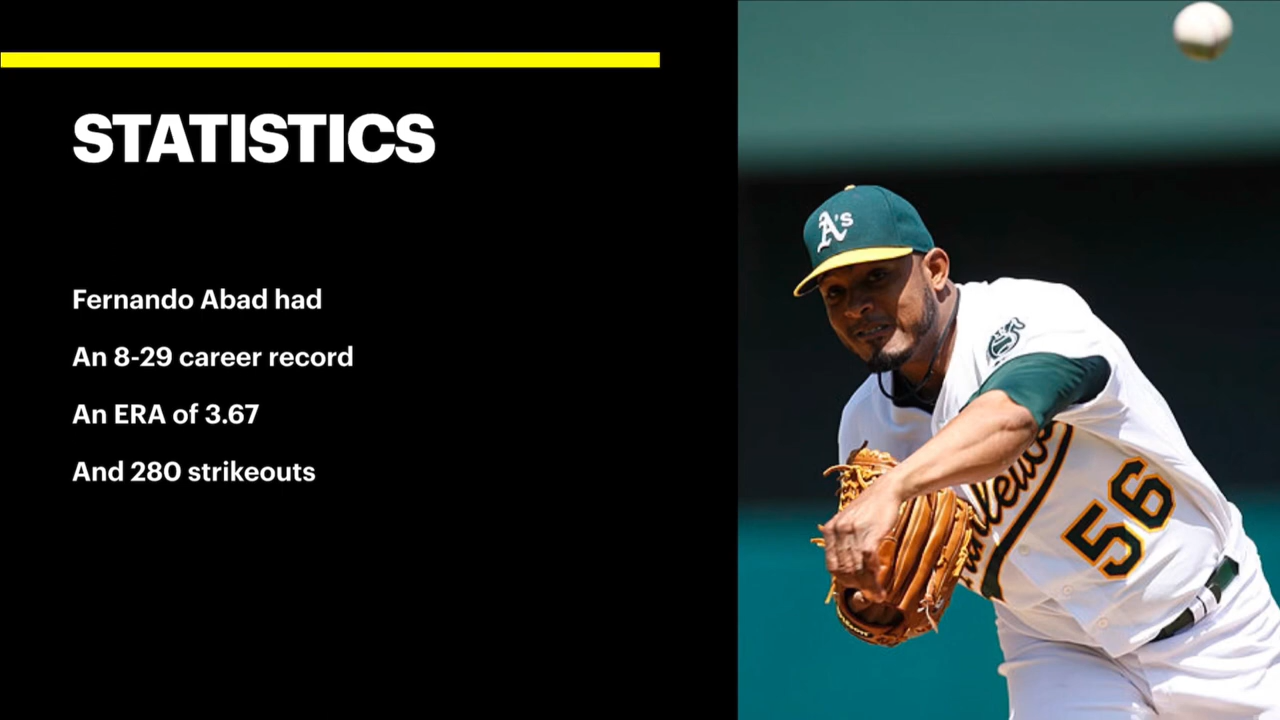 STATISTICS
Fernando Abad had
An 8-29 career record
An ERA of 3.67
And 280 strikeouts
A's
Athletics
56